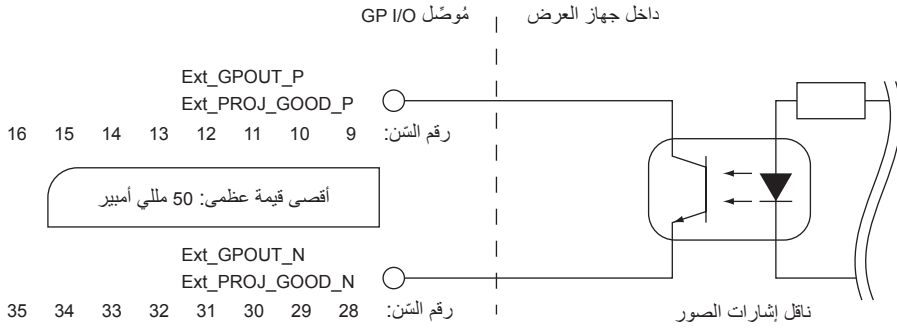 داخل جهاز العرض
مُوصِّل GP I/O
Ext_GPOUT_P
Ext_PROJ_GOOD_P
رقم السّن: 9 10 11 12 13 14 15 16
أقصى قيمة عظمى: 50 مللي أمبير
Ext_GPOUT_N
Ext_PROJ_GOOD_N
رقم السّن: 28 29 30 31 32 33 34 35
ناقل إشارات الصور